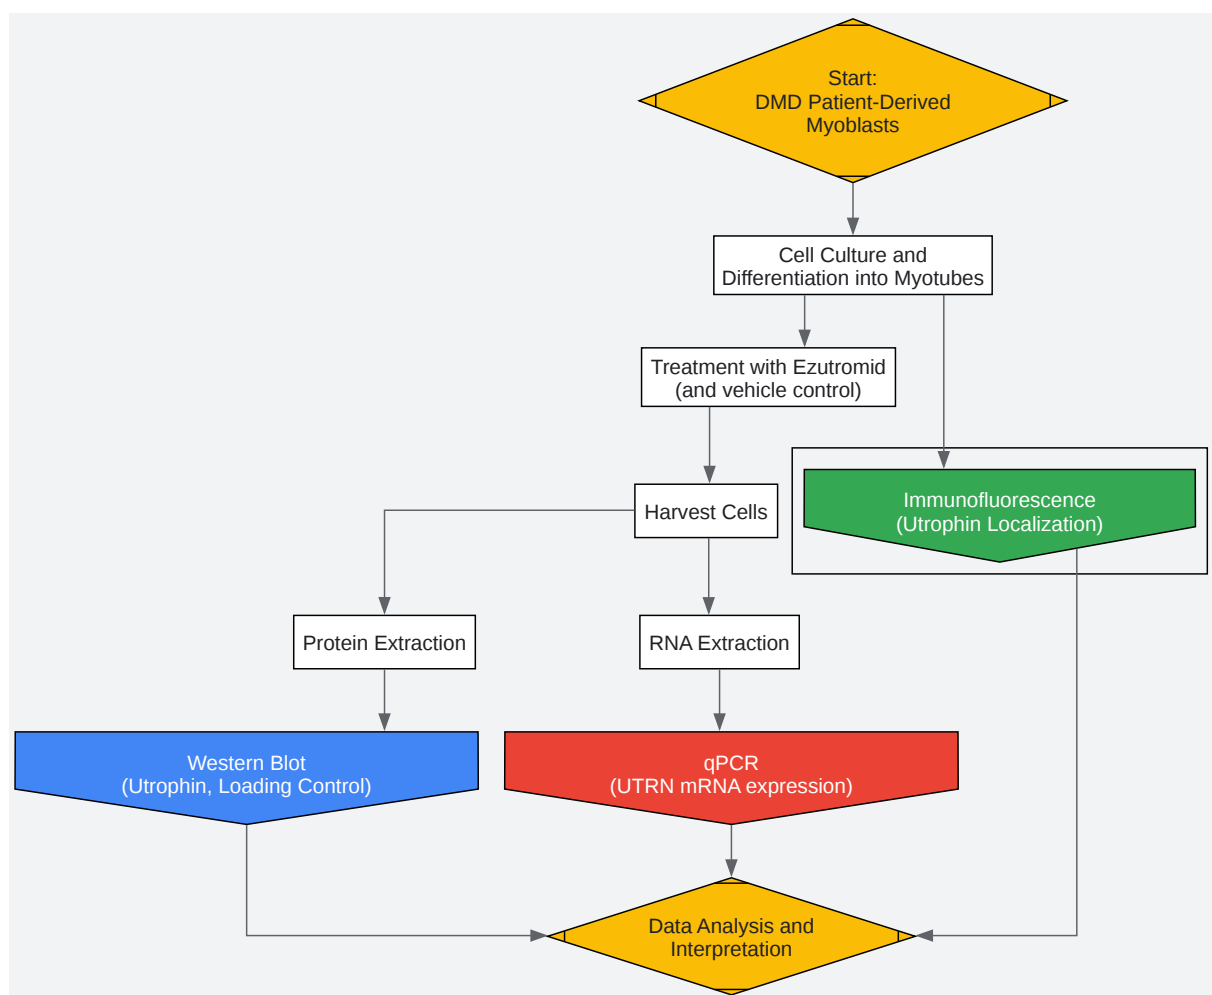 Start:
DMD Patient-Derived
Myoblasts
Cell Culture and
Differentiation into Myotubes
Treatment with Ezutromid
(and vehicle control)
Harvest Cells
Immunofluorescence
(Utrophin Localization)
Protein Extraction
RNA Extraction
Western Blot
(Utrophin, Loading Control)
qPCR
(UTRN mRNA expression)
Data Analysis and
Interpretation